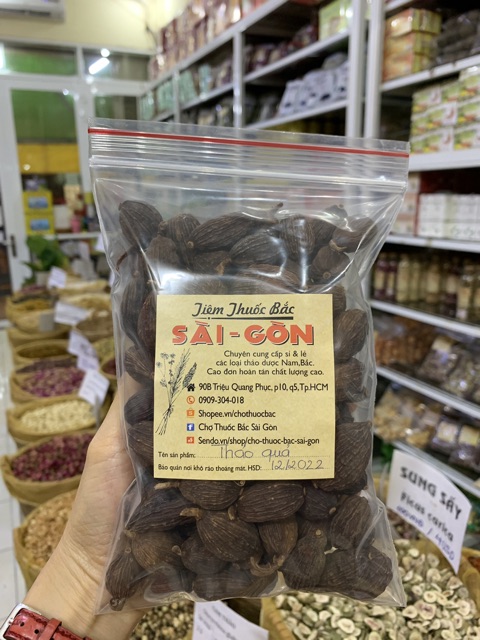 Tiệm Thuốc Bắc
SÀI-GÒN
Chuyên cung cấp sỉ & lẻ
các loại thảo dược Nam,Bắc.
Cao đơn hoàn tán chất lượng cao.
90B Triệu Quang Phục, p10, q5,Tp.HCM
0909-304-018
Shopee.vn/chothuocbac
Chợ Thuốc Bắc Sài Gòn
Sendo.vn/shop/cho-thuoc-bac-sai-gon
Tên sản phẩm: Thảo quả
Bảo quản nơi khô ráo thoáng mát. HSD: 12/2022
SUNG SẤY
Ficus carica